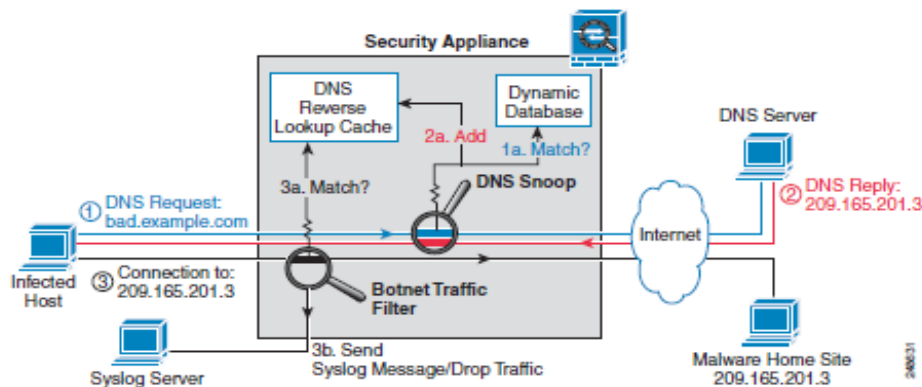 Security Appliance
DNS
Reverse
Lookup Cache
Dynamic
Database
2a. Add
1a. Match?
DNS Server
3a. Match?
DNS Snoop
① DNS Request:
bad.example.com
② DNS Reply:
209.165.201.3
Internet
Infected
Host
③ Connection to:
209.165.201.3
Botnet Traffic
Filter
3b. Send
Syslog Message/Drop Traffic
Syslog Server
Malware Home Site
209.165.201.3
248631